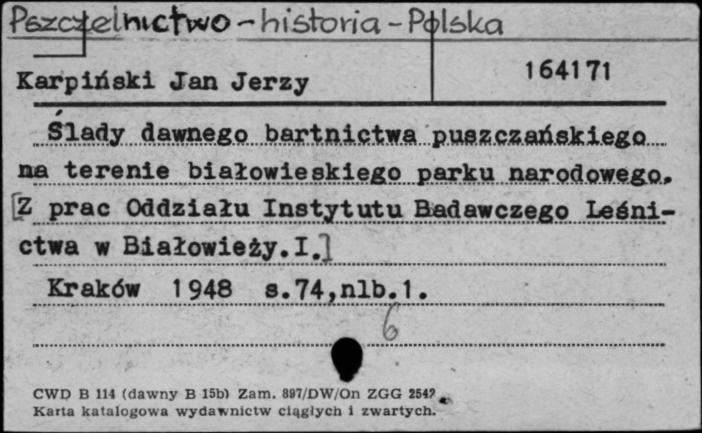 Pszczelnictwo - historia - Polska
Karpiński Jan Jerzy
164171
Ślady dawnego bartnictwa puszczańskiego
na terenie białowieskiego parku narodowego.
[Z prac Oddziału Instytutu Badawczego Leśni-
ctwa w Białowieży.I.]
Kraków 1948 s.74,nlb.1.
6
CWD B 114 (dawny B 15b) Zam. 897/DW/On ZGG 2542
Karta katalogowa wydawnictw ciągłych i zwartych.